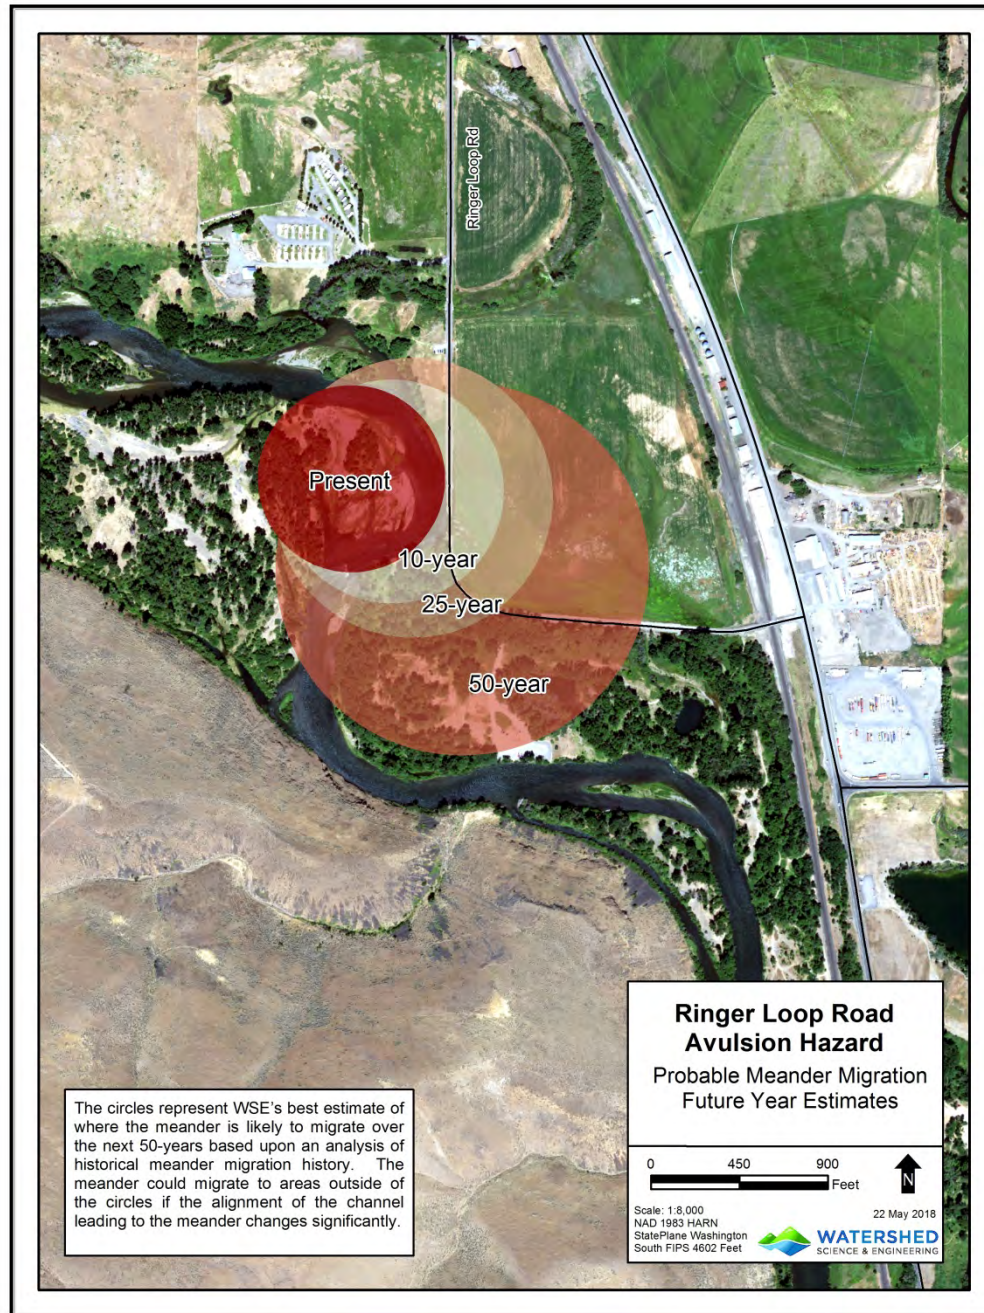 Ringer Loop Rd
Present
10-year
25-year
50-year
Ringer Loop Road
Avulsion Hazard
Probable Meander Migration
Future Year Estimates
The circles represent WSE's best estimate of
where the meander is likely to migrate over
the next 50-years based upon an analysis of
historical meander migration history. The
meander could migrate to areas outside of
the circles if the alignment of the channel
leading to the meander changes significantly.
0 450 900
Feet
N
Scale: 1:8,000
NAD 1983 HARN
StatePlane Washington
South FIPS 4602 Feet
22 May 2018
WATERSHED
SCIENCE & ENGINEERING